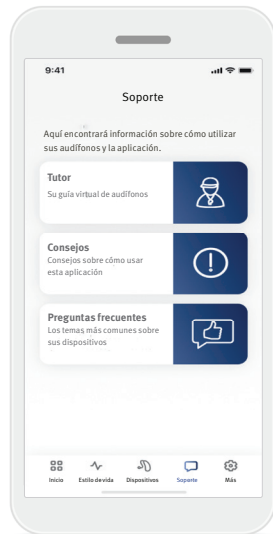 9:41
Soporte
Aquí encontrará información sobre cómo utilizar
sus audífonos y la aplicación.
Tutor
Su guía virtual de audífonos
Consejos
Consejos sobre cómo usar
esta aplicación
Preguntas frecuentes
Los temas más comunes sobre
sus dispositivos
Inicio Estilo de vida Dispositivos Soporte Más